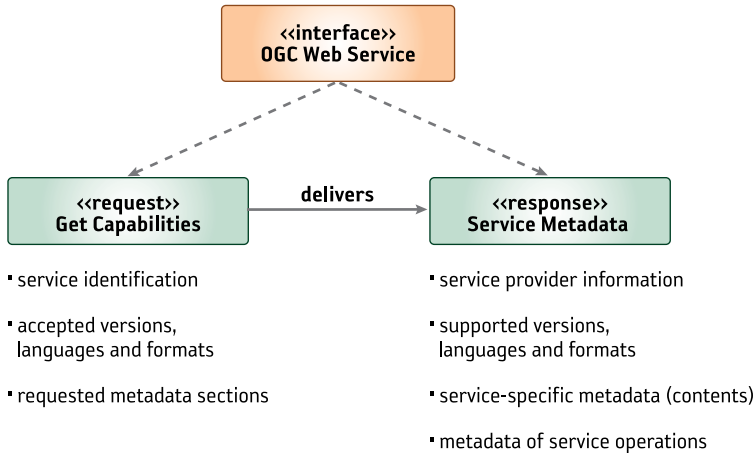 «interface»
OGC Web Service
«request»
Get Capabilities
delivers
«response»
Service Metadata
▪ service identification
▪ accepted versions,
languages and formats
▪ requested metadata sections
▪ service provider information
▪ supported versions,
languages and formats
▪ service-specific metadata (contents)
▪ metadata of service operations